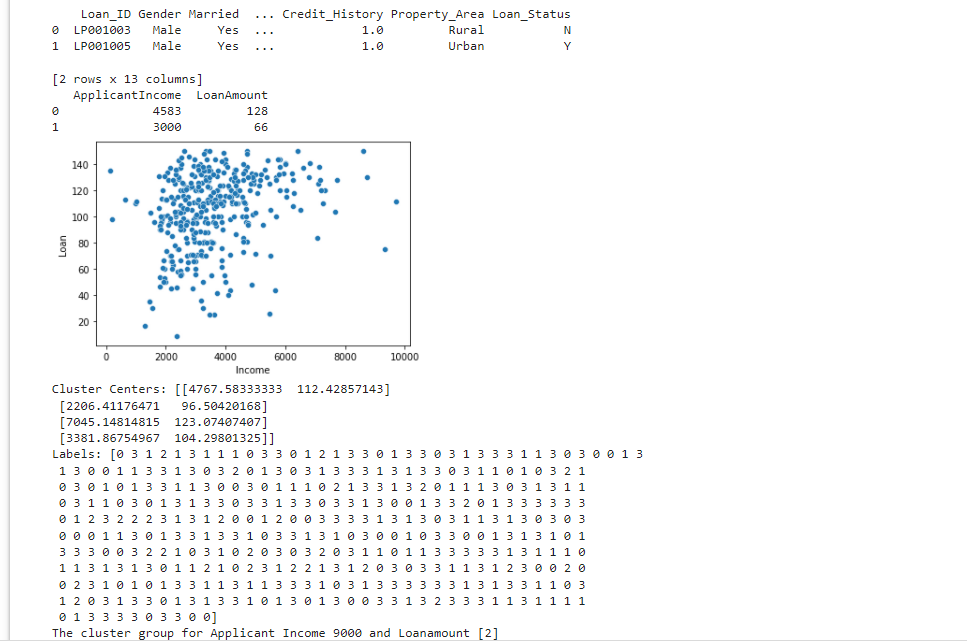 Loan_ID Gender Married ... Credit_History Property_Area Loan_Status
0 LP001003 Male Yes ... 1.0 Rural N
1 LP001005 Male Yes ... 1.0 Urban Y
[2 rows x 13 columns]
ApplicantIncome LoanAmount
0 4583 128
1 3000 66
140
120
100
80
60
40
20
Loan
0 2000 4000 6000 8000 10000
Income
Cluster Centers: [[4767.58333333 112.42857143]
[2206.41176471 96.50420168]
[7045.14814815 123.07407407]
[3381.86754967 104.29801325]]
Labels: [0 3 1 2 1 3 1 1 1 0 3 3 0 1 2 1 3 3 0 1 3 3 0 3 1 3 3 3 1 1 3 0 3 0 0 1 3
1 3 0 0 1 1 3 3 1 3 0 3 2 0 1 3 0 3 1 3 3 3 1 3 1 3 3 0 3 1 1 0 1 0 3 2 1
0 3 0 1 0 1 3 3 1 1 3 0 0 3 0 1 1 1 0 2 1 3 3 1 3 2 0 1 1 1 3 0 3 1 3 1 1
0 3 1 1 0 3 0 1 3 1 3 3 0 3 3 1 3 3 0 3 3 1 3 0 0 1 3 3 2 0 1 3 3 3 3 3 3
0 1 2 3 2 2 2 3 1 3 1 2 0 0 1 2 0 0 3 3 3 3 1 3 1 3 0 3 1 1 3 1 3 0 3 0 3
0 0 0 1 1 3 0 1 3 3 1 3 3 1 0 3 3 1 3 1 0 3 0 0 1 0 3 3 0 0 1 3 1 3 1 0 1
3 3 3 0 0 3 2 2 1 0 3 1 0 2 0 3 0 3 2 0 3 1 1 0 1 1 3 3 3 3 3 1 3 1 1 1 0
1 1 3 1 3 1 3 0 1 1 2 1 0 2 3 1 2 2 1 3 1 2 0 3 0 3 3 1 1 3 1 2 3 0 0 2 0
0 2 3 1 0 1 0 1 3 3 1 1 3 1 1 3 3 3 1 0 3 1 3 3 3 3 3 1 3 1 3 3 1 1 0 3
1 2 0 3 1 3 3 0 1 3 1 3 3 1 0 1 3 0 1 3 0 0 3 3 1 3 2 3 3 3 1 1 3 1 1 1 1
0 1 3 3 3 3 0 3 3 0 0]
The cluster group for Applicant Income 9000 and Loanamount [2]